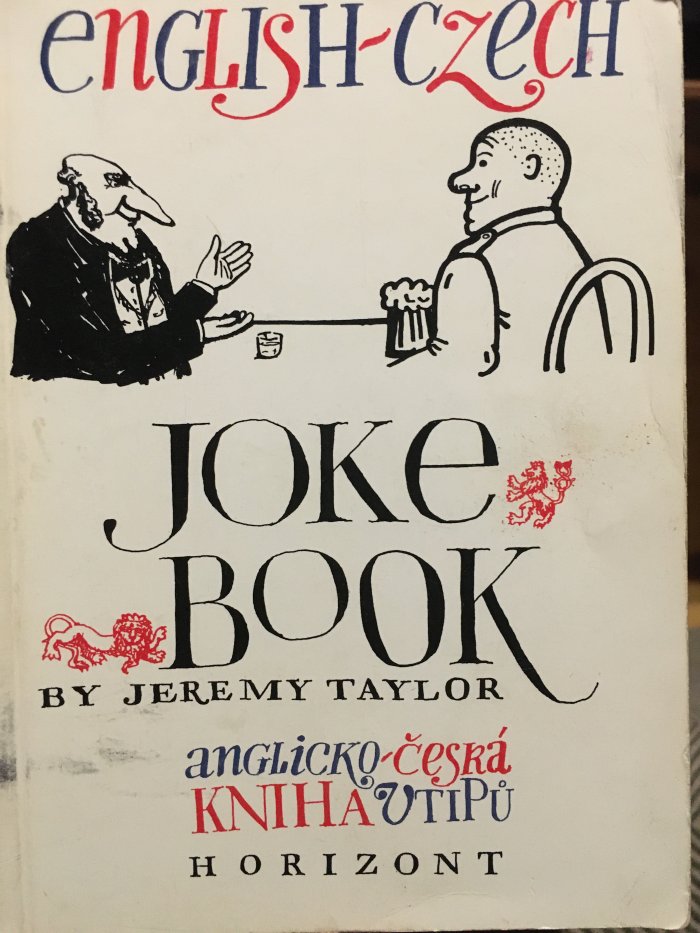 ENGLISH-CZECH
JOKE
BOOK
BY JEREMY TAYLOR
ANGLICKO-ČESKÁ
KNIHA VTIPŮ
HORIZONT